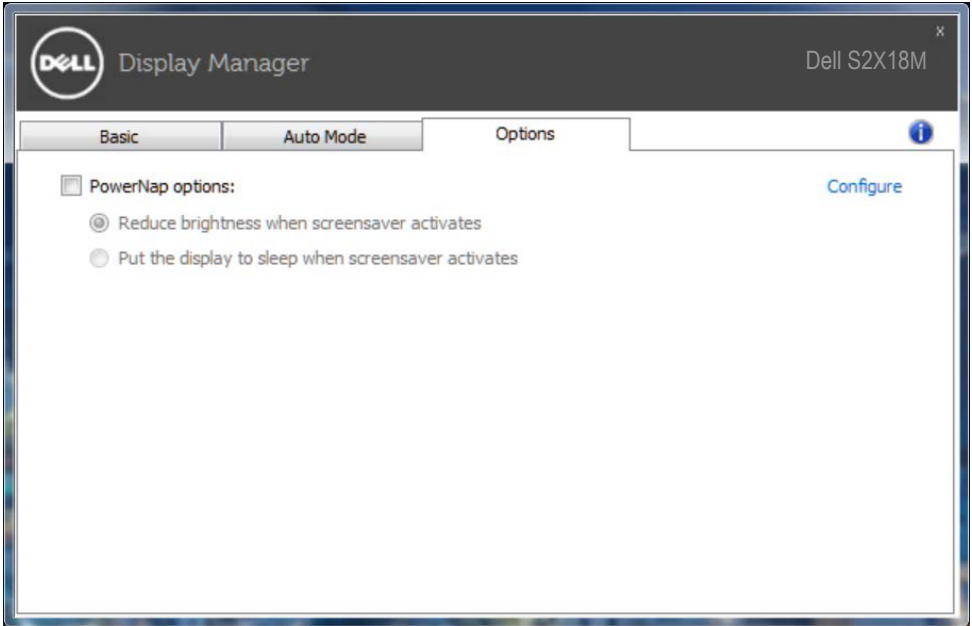 x
DELL Display Manager Dell S2X18M
Basic Auto Mode Options i
PowerNap options: Configure
Reduce brightness when screensaver activates
Put the display to sleep when screensaver activates